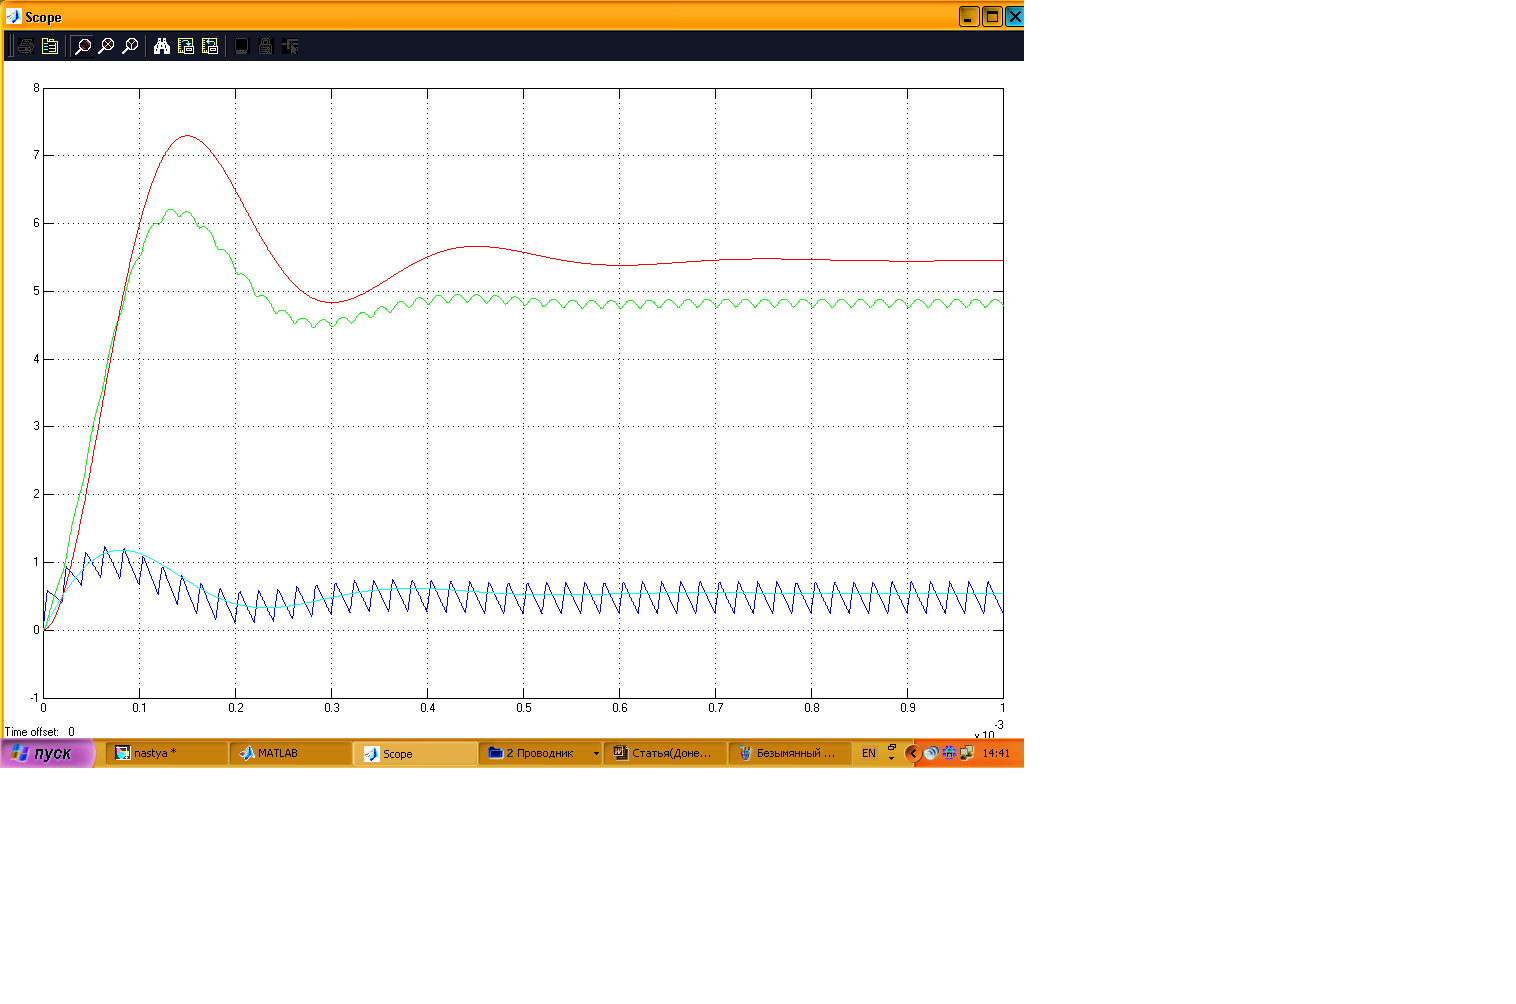 Scope
8
7
6
5
4
3
2
1
0
-1
0 0.1 0.2 0.3 0.4 0.5 0.6 0.7 0.8 0.9 1
-3
x 10
Time offset: 0
пуск nastya * MATLAB Scope 2 Проводник Статья(Доне... Безымянный ... EN 14:41